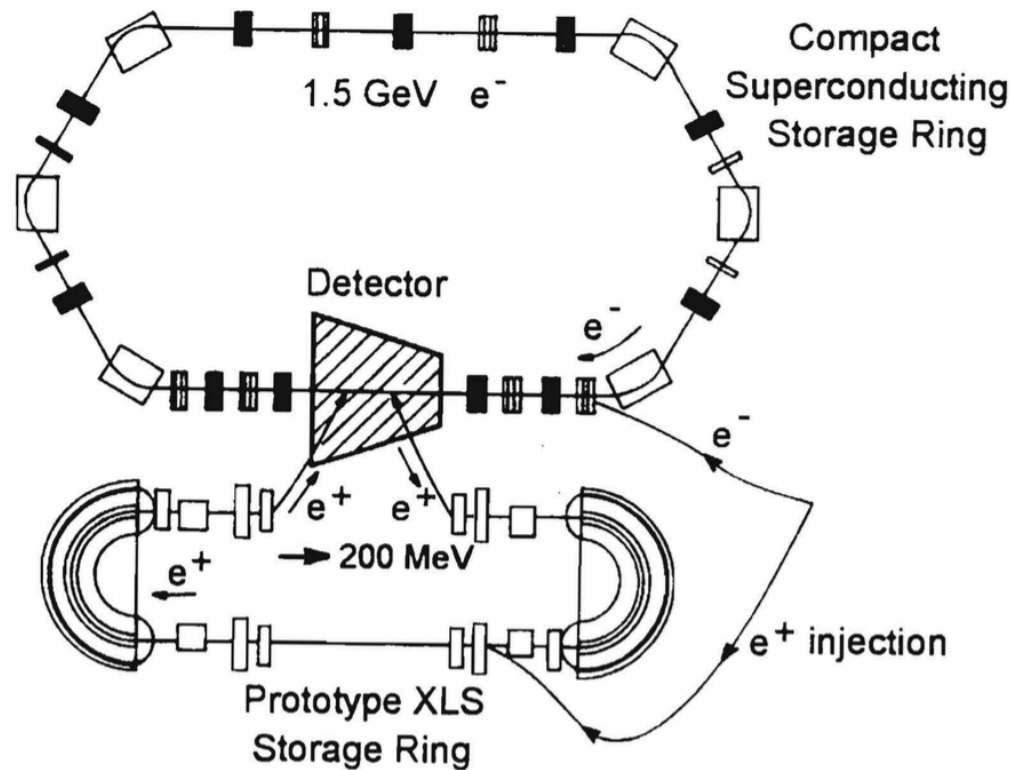 Compact
Superconducting
Storage Ring
1.5 GeV e-
Detector
e-
e-
e+
e+
200 MeV
e+
e+ injection
Prototype XLS
Storage Ring